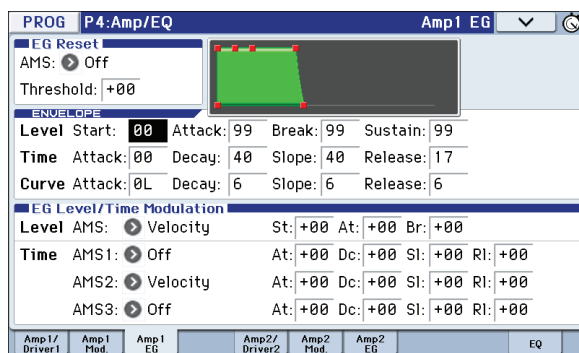 PROG P4:Amp/EQ Amp1 EG
EG Reset
AMS: Off
Threshold: +00
ENVELOPE
Level Start: 00 Attack: 99 Break: 99 Sustain: 99
Time Attack: 00 Decay: 40 Slope: 40 Release: 17
Curve Attack: 0L Decay: 6 Slope: 6 Release: 6
EG Level/Time Modulation
Level AMS: Velocity St: +00 At: +00 Br: +00
Time AMS1: Off At: +00 Dc: +00 Sl: +00 Rl: +00
AMS2: Velocity At: +00 Dc: +00 Sl: +00 Rl: +00
AMS3: Off At: +00 Dc: +00 Sl: +00 Rl: +00
Amp1/ Driver1 Amp1 Mod. Amp1 EG Amp2/ Driver2 Amp2 Mod. Amp2 EG EQ